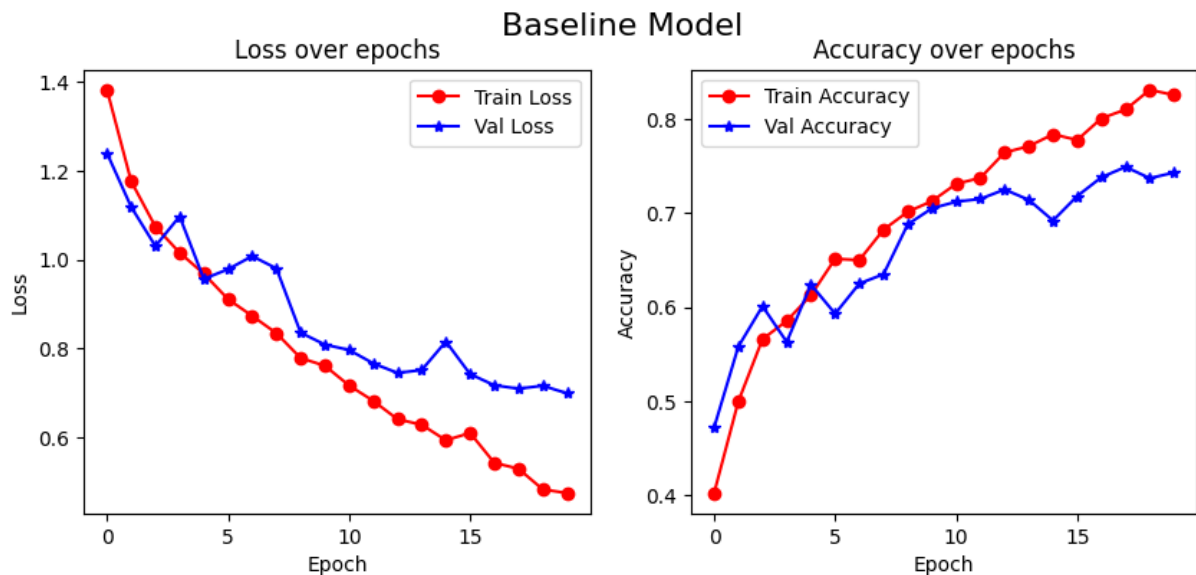 Baseline Model
Loss over epochs
1.4
1.2
1.0
0.8
0.6
Loss
0
5
10
15
Epoch
Train Loss
Val Loss
Accuracy over epochs
0.8
0.7
0.6
0.5
0.4
Accuracy
0
5
10
15
Epoch
Train Accuracy
Val Accuracy